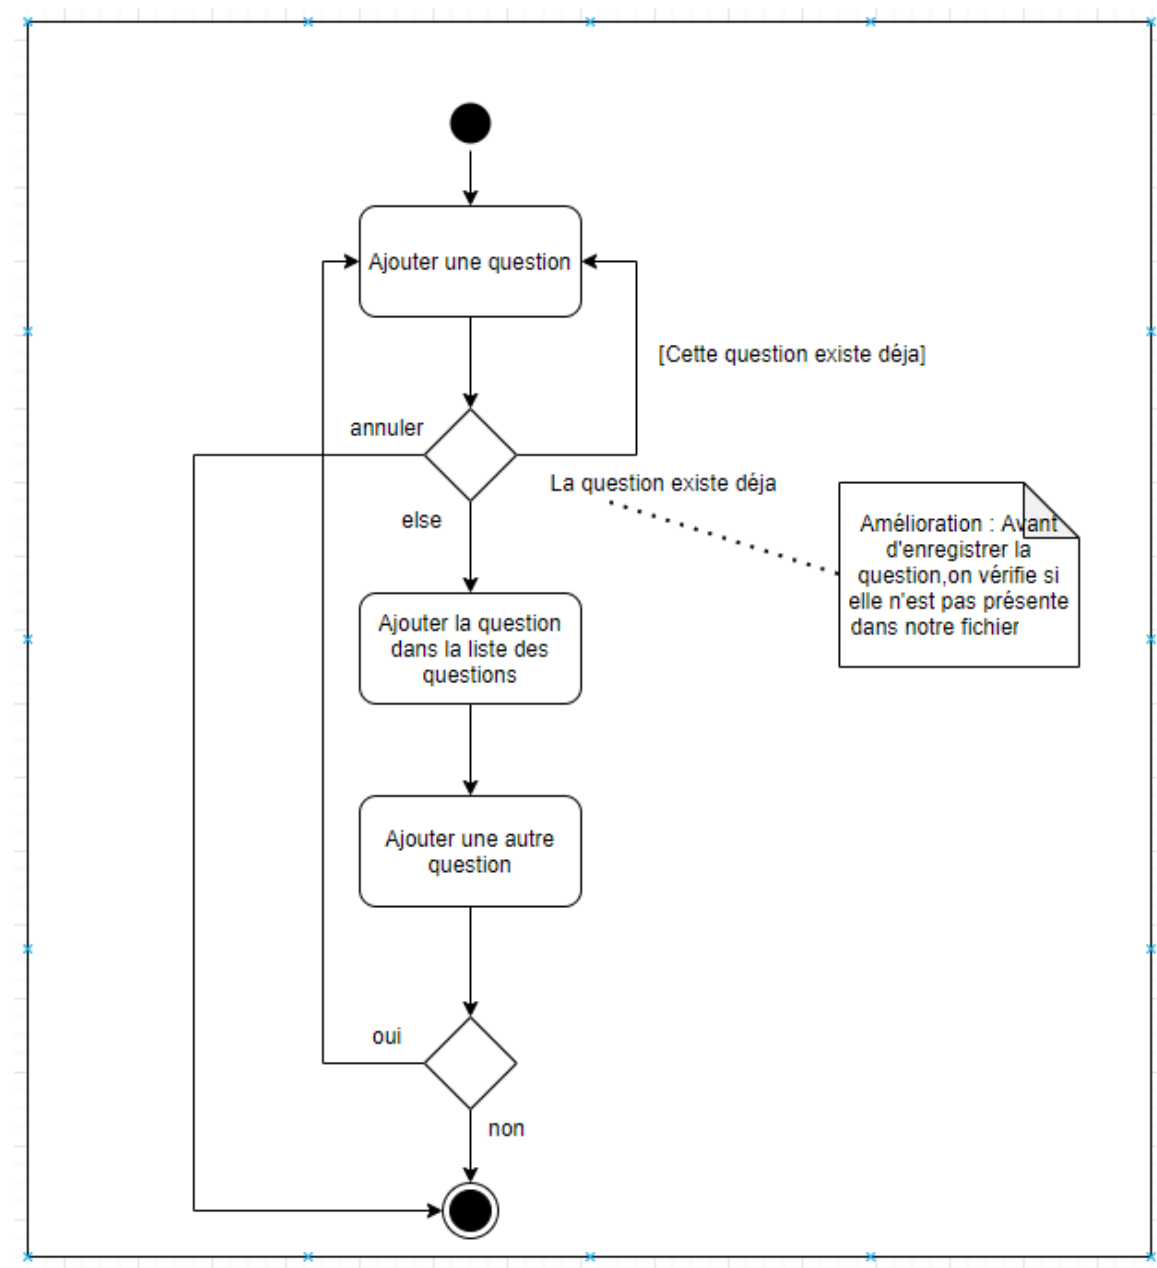 Ajouter une question
[Cette question existe déja]
annuler
La question existe déja
else
Amélioration : Avant
d'enregistrer la
question,on vérifie si
elle n'est pas présente
dans notre fichier
Ajouter la question
dans la liste des
questions
Ajouter une autre
question
oui
non